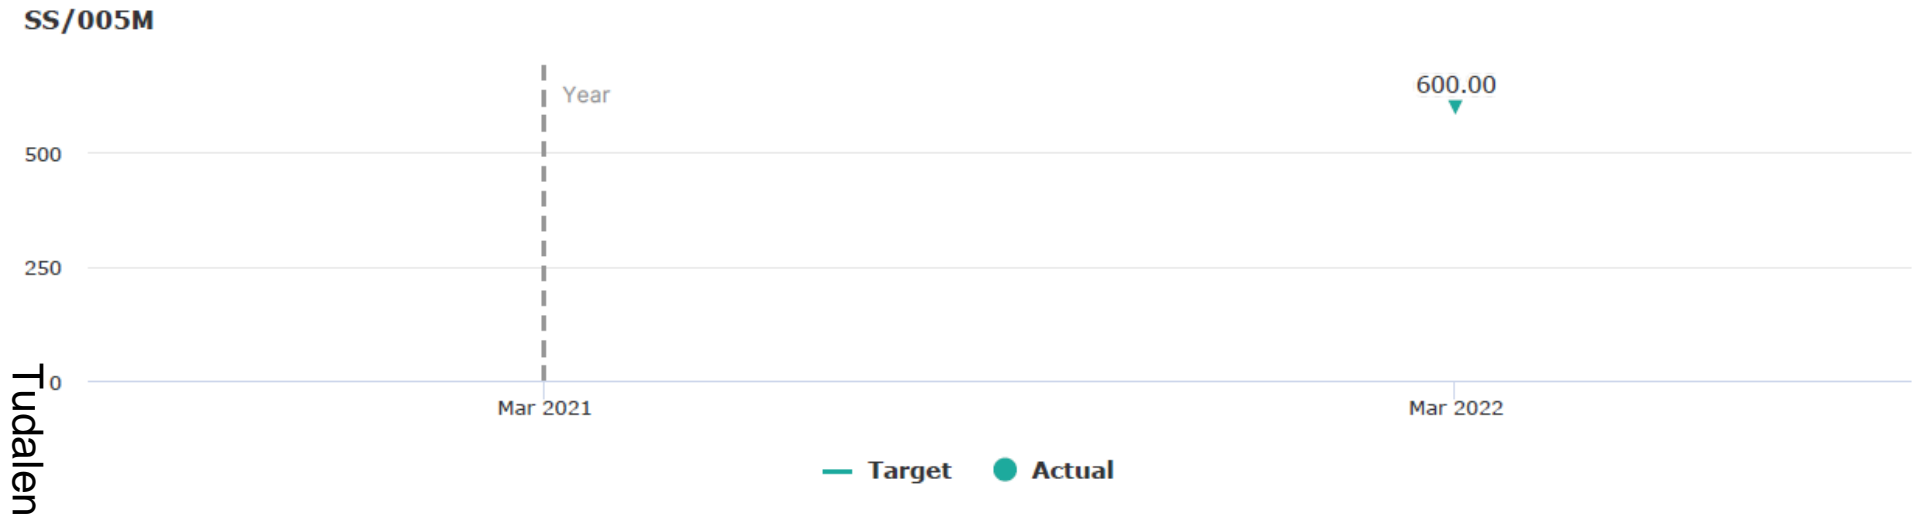 SS/005M
Year
600.00
500
250
0
Mar 2021
Mar 2022
Target
Actual
Tudalen